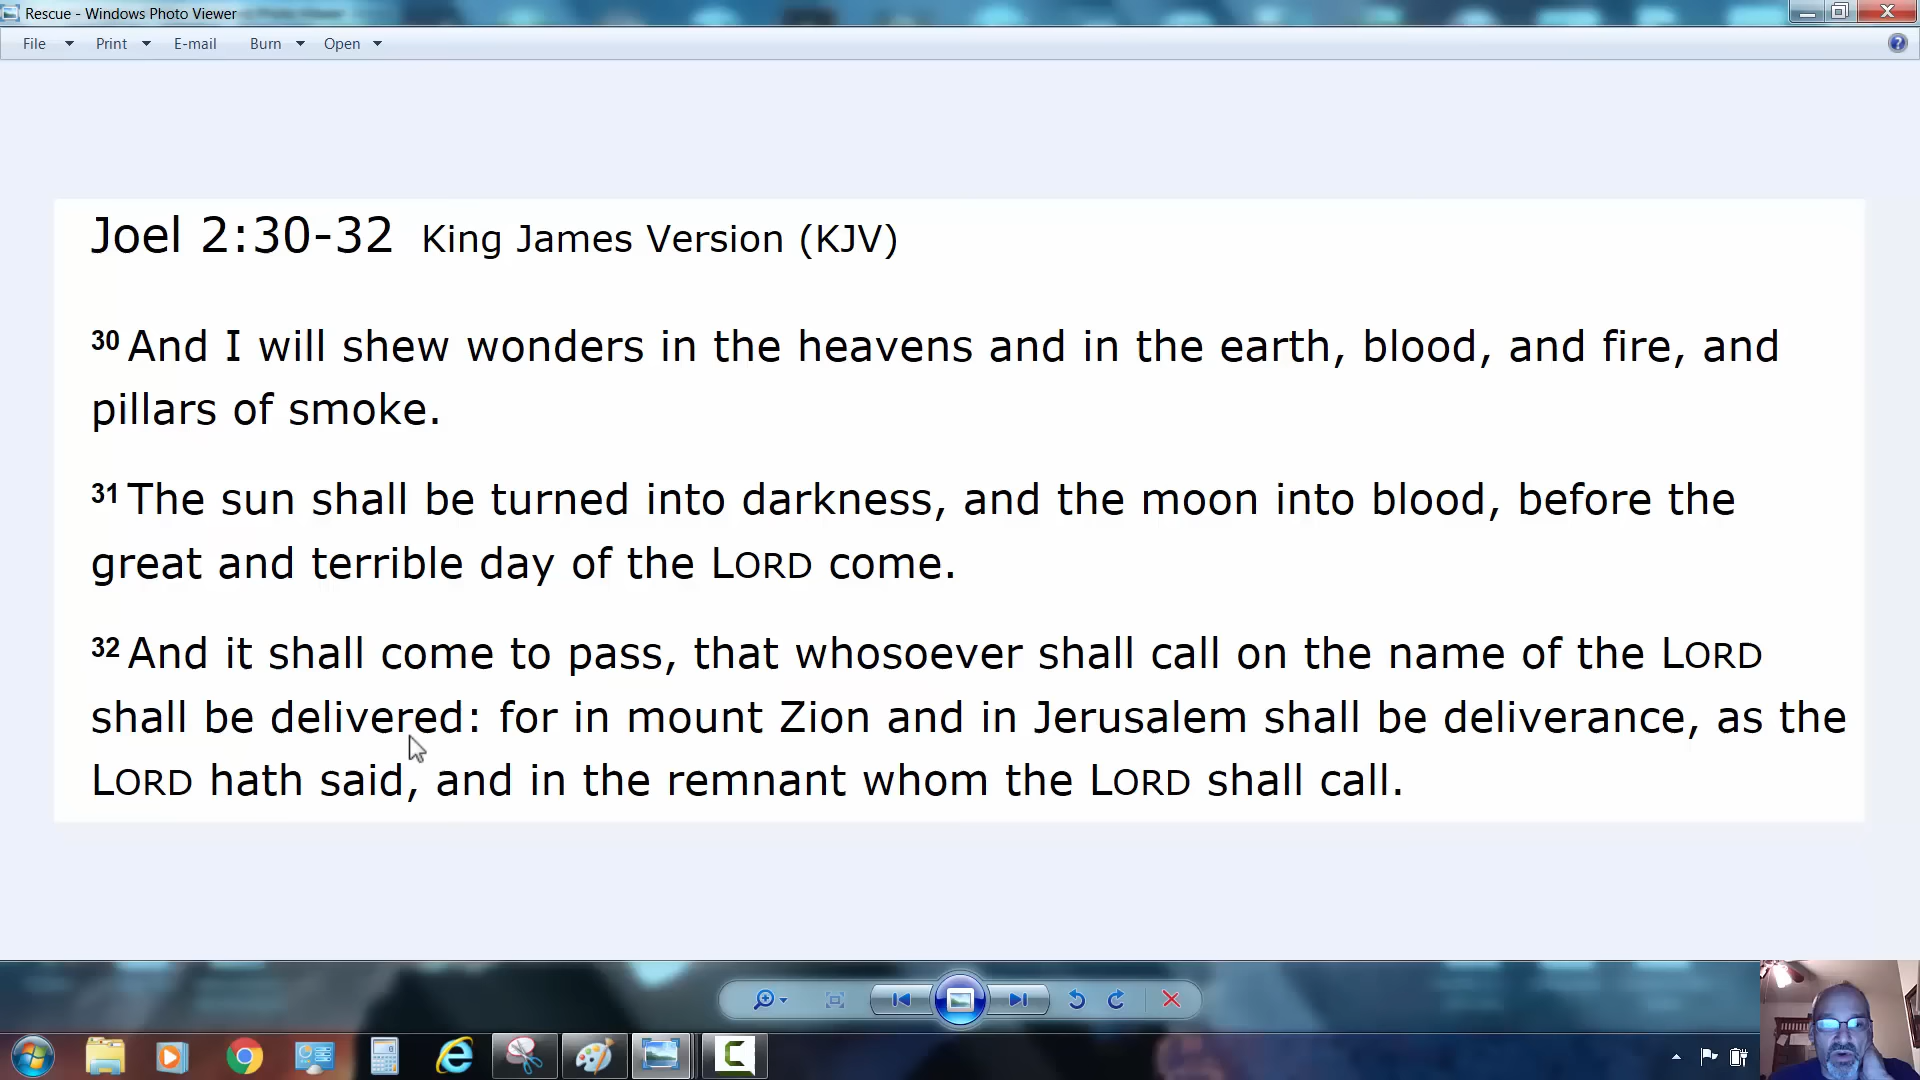 Rescue - Windows Photo Viewer
File Print E-mail Burn Open
Joel 2:30-32 King James Version (KJV)
30 And I will shew wonders in the heavens and in the earth, blood, and fire, and
pillars of smoke.
31 The sun shall be turned into darkness, and the moon into blood, before the
great and terrible day of the LORD come.
32 And it shall come to pass, that whosoever shall call on the name of the LORD
shall be delivered: for in mount Zion and in Jerusalem shall be deliverance, as the
LORD hath said, and in the remnant whom the LORD shall call.